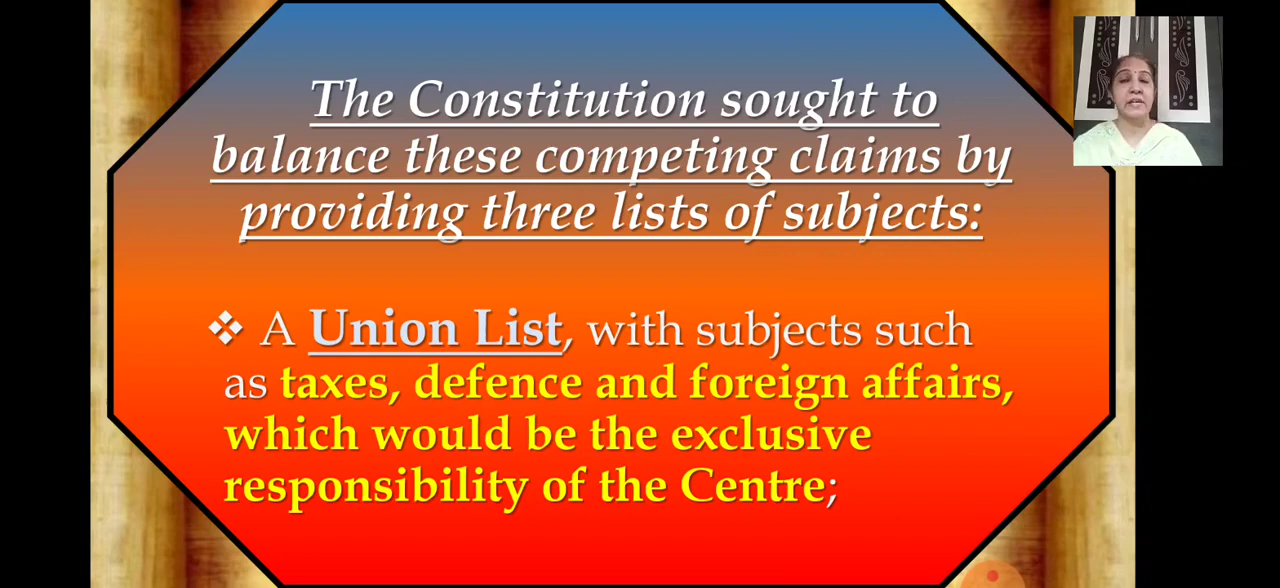 The Constitution sought to
balance these competing claims by
providing three lists of subjects:
❖ A Union List, with subjects such
as taxes, defence and foreign affairs,
which would be the exclusive
responsibility of the Centre;